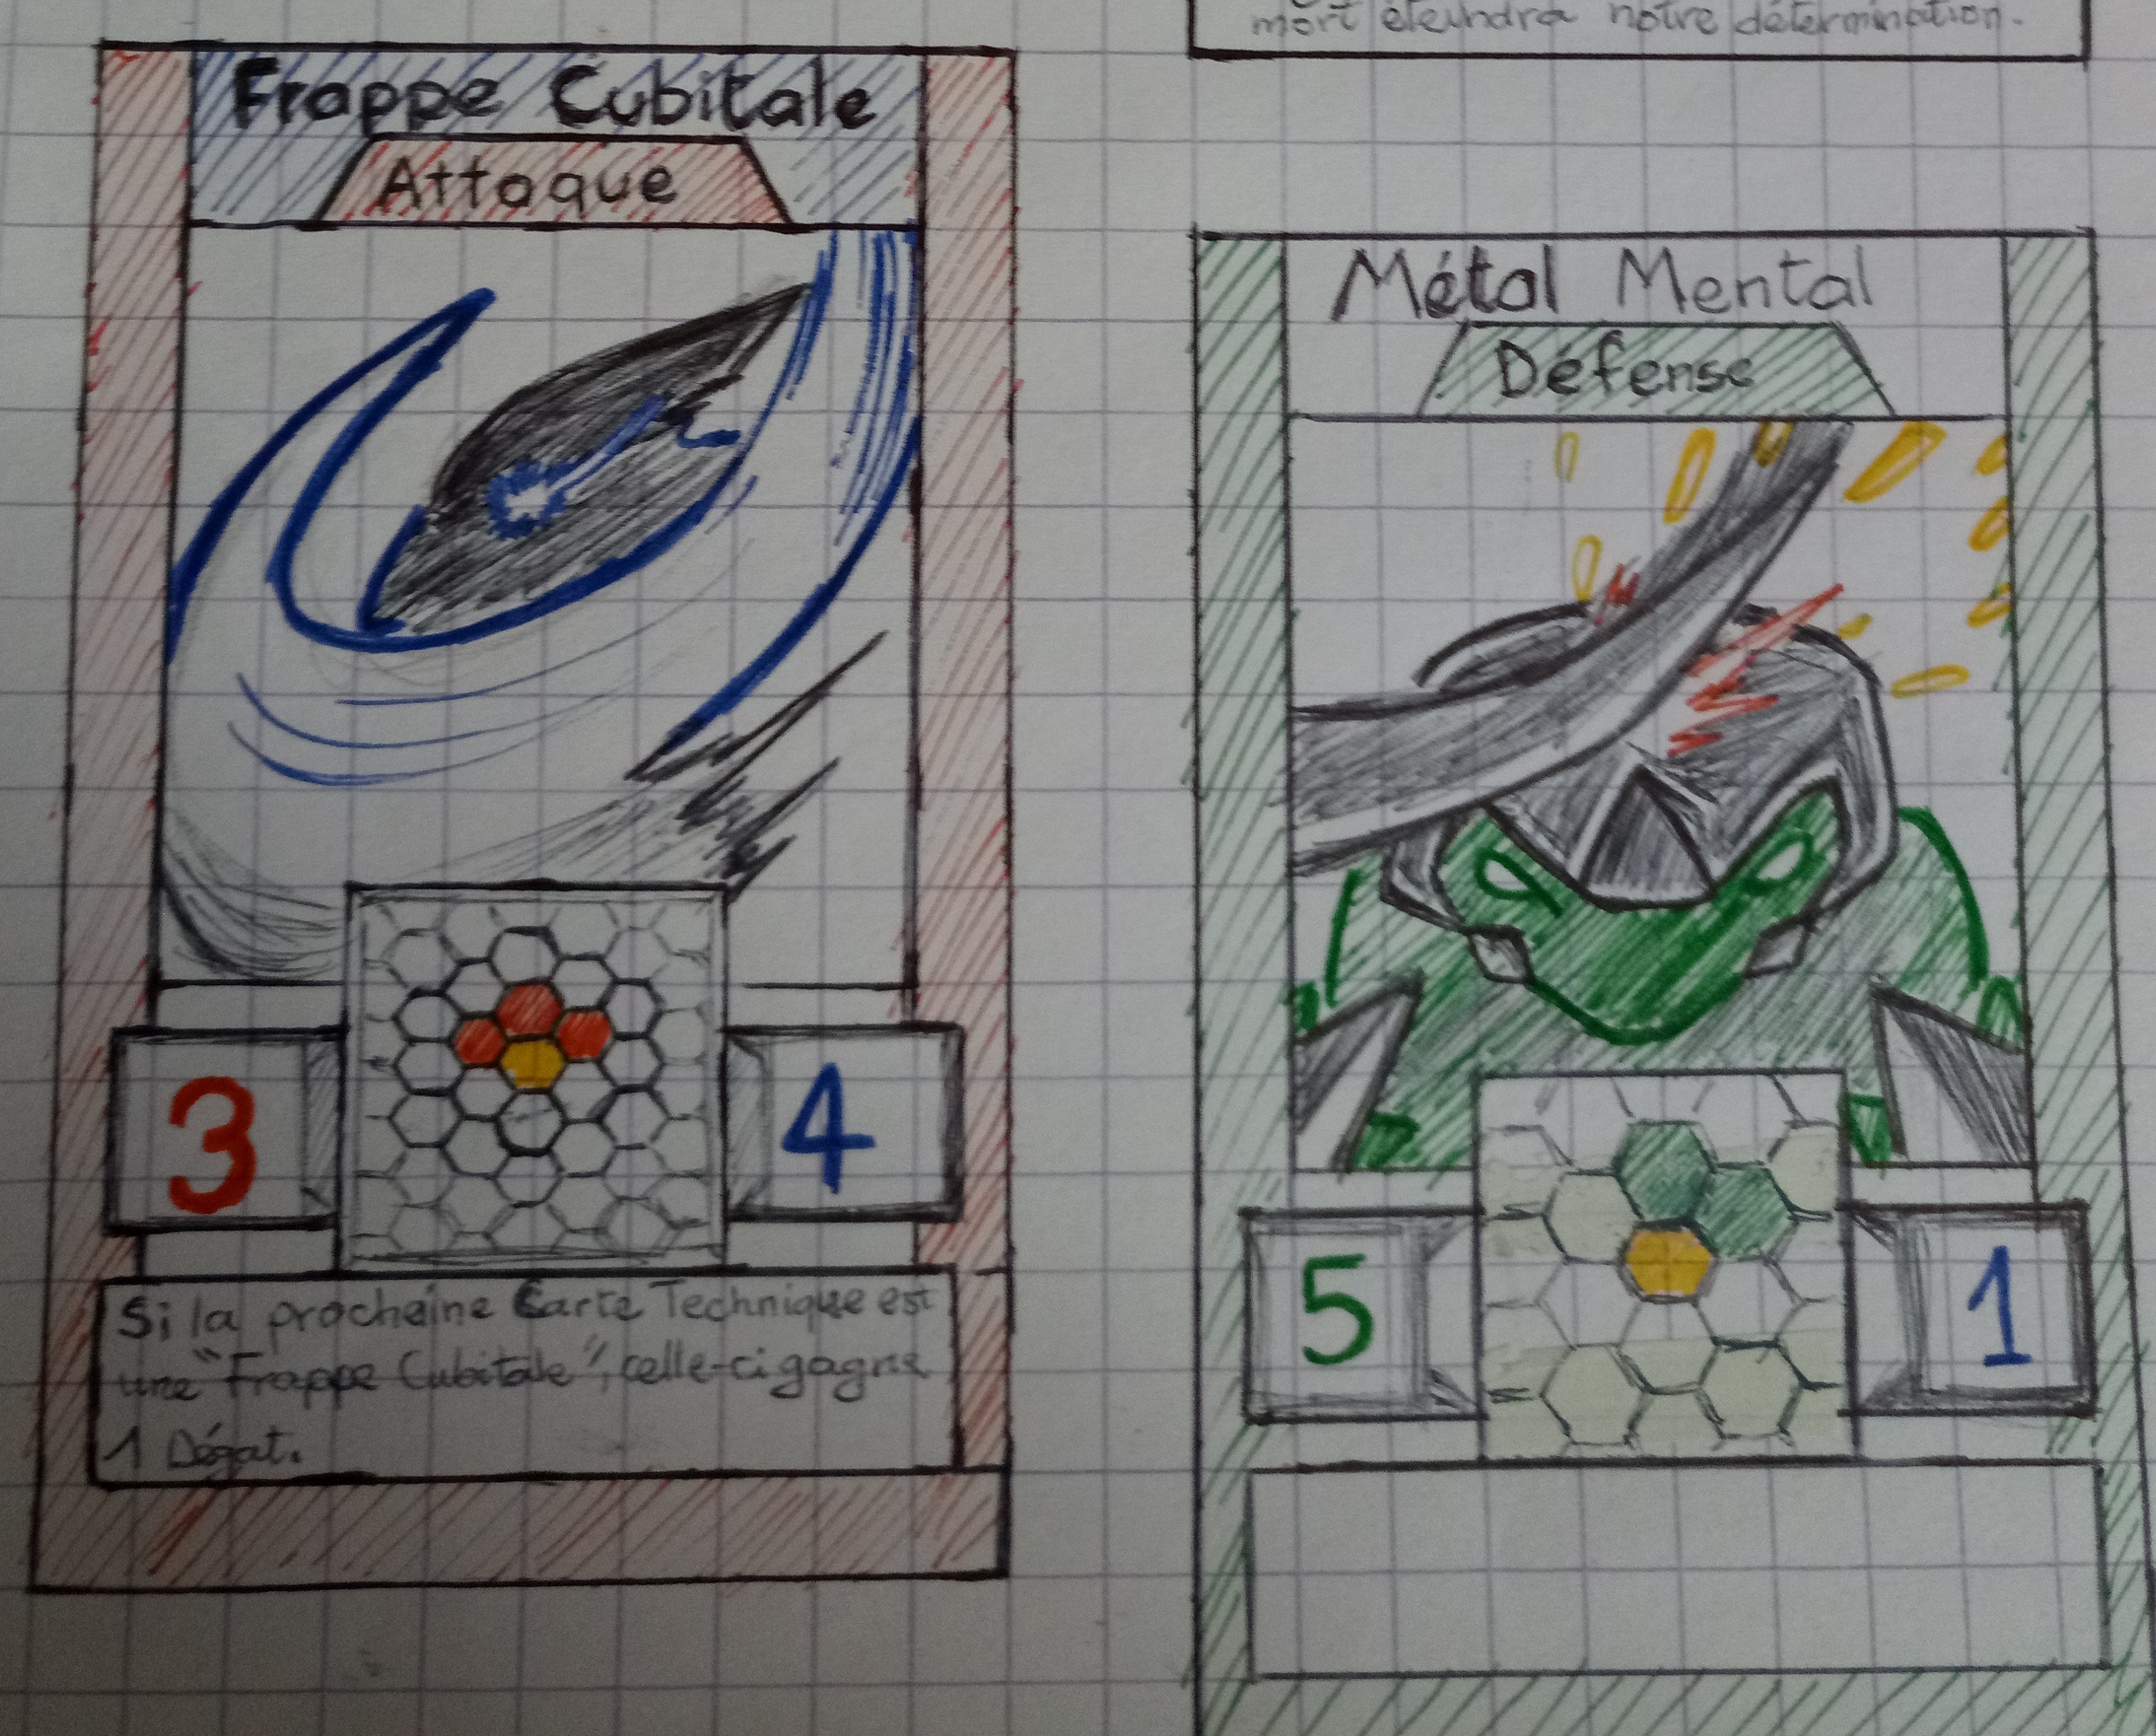 mort éteindra notre détermination.
Frappe Cubitale
Attaque
3
4
Si la procheine Carte Technique est
une "Frappe Cubitale", celle-ci gagne
1 Dégat.
Métal Mental
Défense
5
1